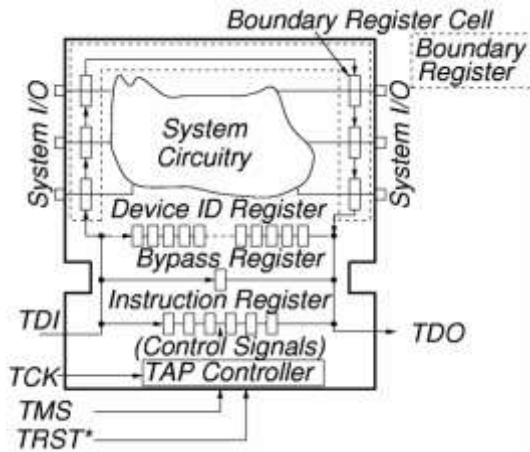 Boundary Register Cell
Boundary
Register
System I/O
System
Circuitry
System I/O
Device ID Register
Bypass Register
Instruction Register
TDI
TDO
(Control Signals)
TCK
TAP Controller
TMS
TRST*